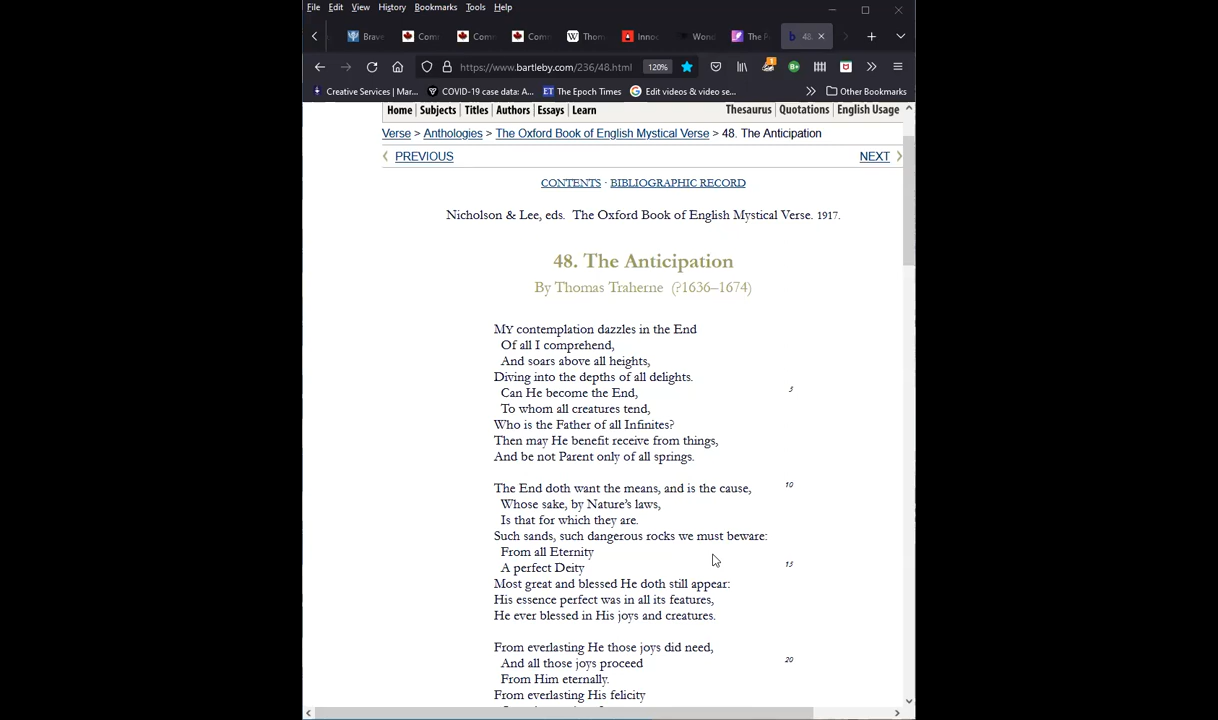 File Edit View History Bookmarks Tools Help
Brave Com Com Com Thom Innoc Wond The P 48.
https://www.bartleby.com/236/48.html 120%
Creative Services | Mar... COVID-19 case data: A... The Epoch Times Edit videos & video se... Other Bookmarks
Home Subjects Titles Authors Essays Learn Thesaurus Quotations English Usage
Verse > Anthologies > The Oxford Book of English Mystical Verse > 48. The Anticipation
PREVIOUS NEXT
CONTENTS · BIBLIOGRAPHIC RECORD
Nicholson & Lee, eds. The Oxford Book of English Mystical Verse. 1917.
48. The Anticipation
By Thomas Traherne (?1636–1674)
MY contemplation dazzles in the End
Of all I comprehend,
And soars above all heights,
Diving into the depths of all delights.
Can He become the End, 5
To whom all creatures tend,
Who is the Father of all Infinites?
Then may He benefit receive from things,
And be not Parent only of all springs.
The End doth want the means, and is the cause, 10
Whose sake, by Nature's laws,
Is that for which they are.
Such sands, such dangerous rocks we must beware:
From all Eternity
A perfect Deity 15
Most great and blessed He doth still appear:
His essence perfect was in all its features,
He ever blessed in His joys and creatures.
From everlasting He those joys did need,
And all those joys proceed 20
From Him eternally.
From everlasting His felicity